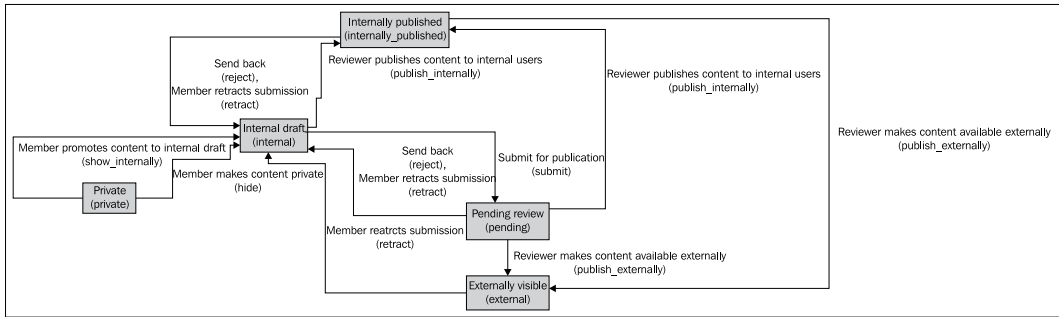 Internally published
(internally_published)
Send back
(reject),
Member retracts submission
(retract)
Reviewer publishes content to internal users
(publish_internally)
Reviewer publishes content to internal users
(publish_internally)
Reviewer makes content available externally
(publish_externally)
Internal draft
(internal)
Member promotes content to internal draft
(show_internally)
Send back
(reject),
Member retracts submission
(retract)
Submit for publication
(submit)
Member makes content private
(hide)
Private
(private)
Pending review
(pending)
Member reatrcts submission
(retract)
Reviewer makes content available externally
(publish_externally)
Externally visible
(external)